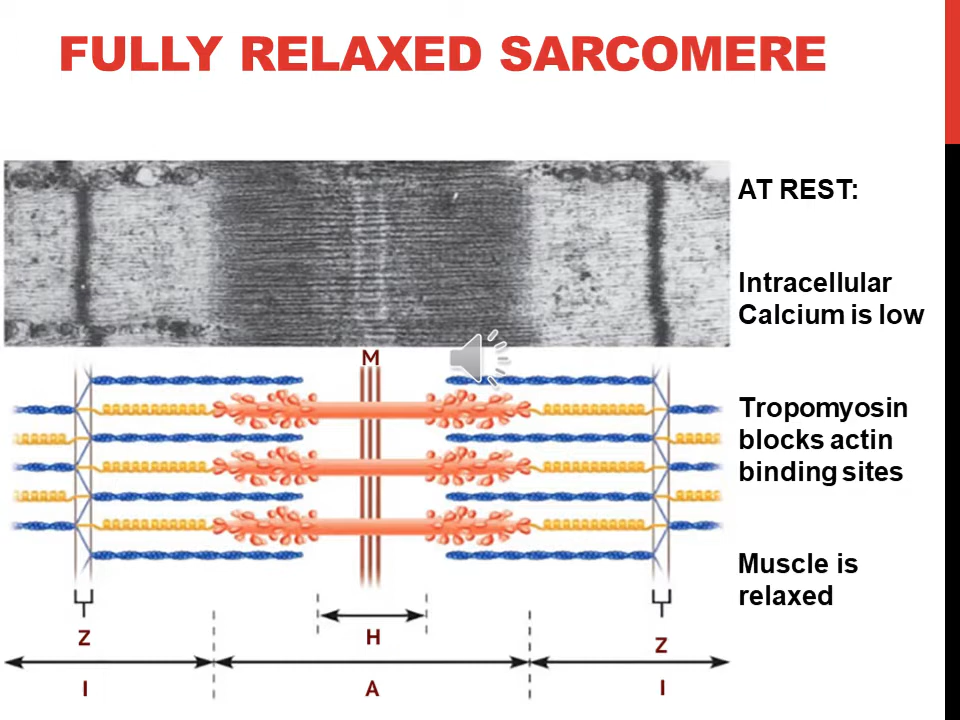 FULLY RELAXED SARCOMERE
AT REST:
Intracellular
Calcium is low
Tropomyosin
blocks actin
binding sites
Muscle is
relaxed
M
Z
H
Z
I
A
I